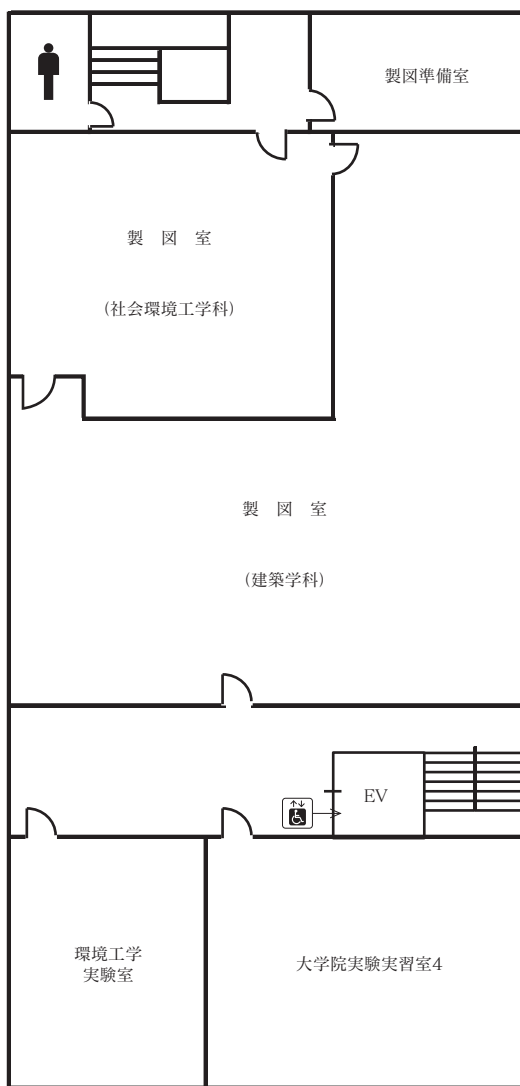 製図準備室
製　図　室
（社会環境工学科）
製　図　室
（建築学科）
EV
環境工学
実験室
大学院実験実習室4